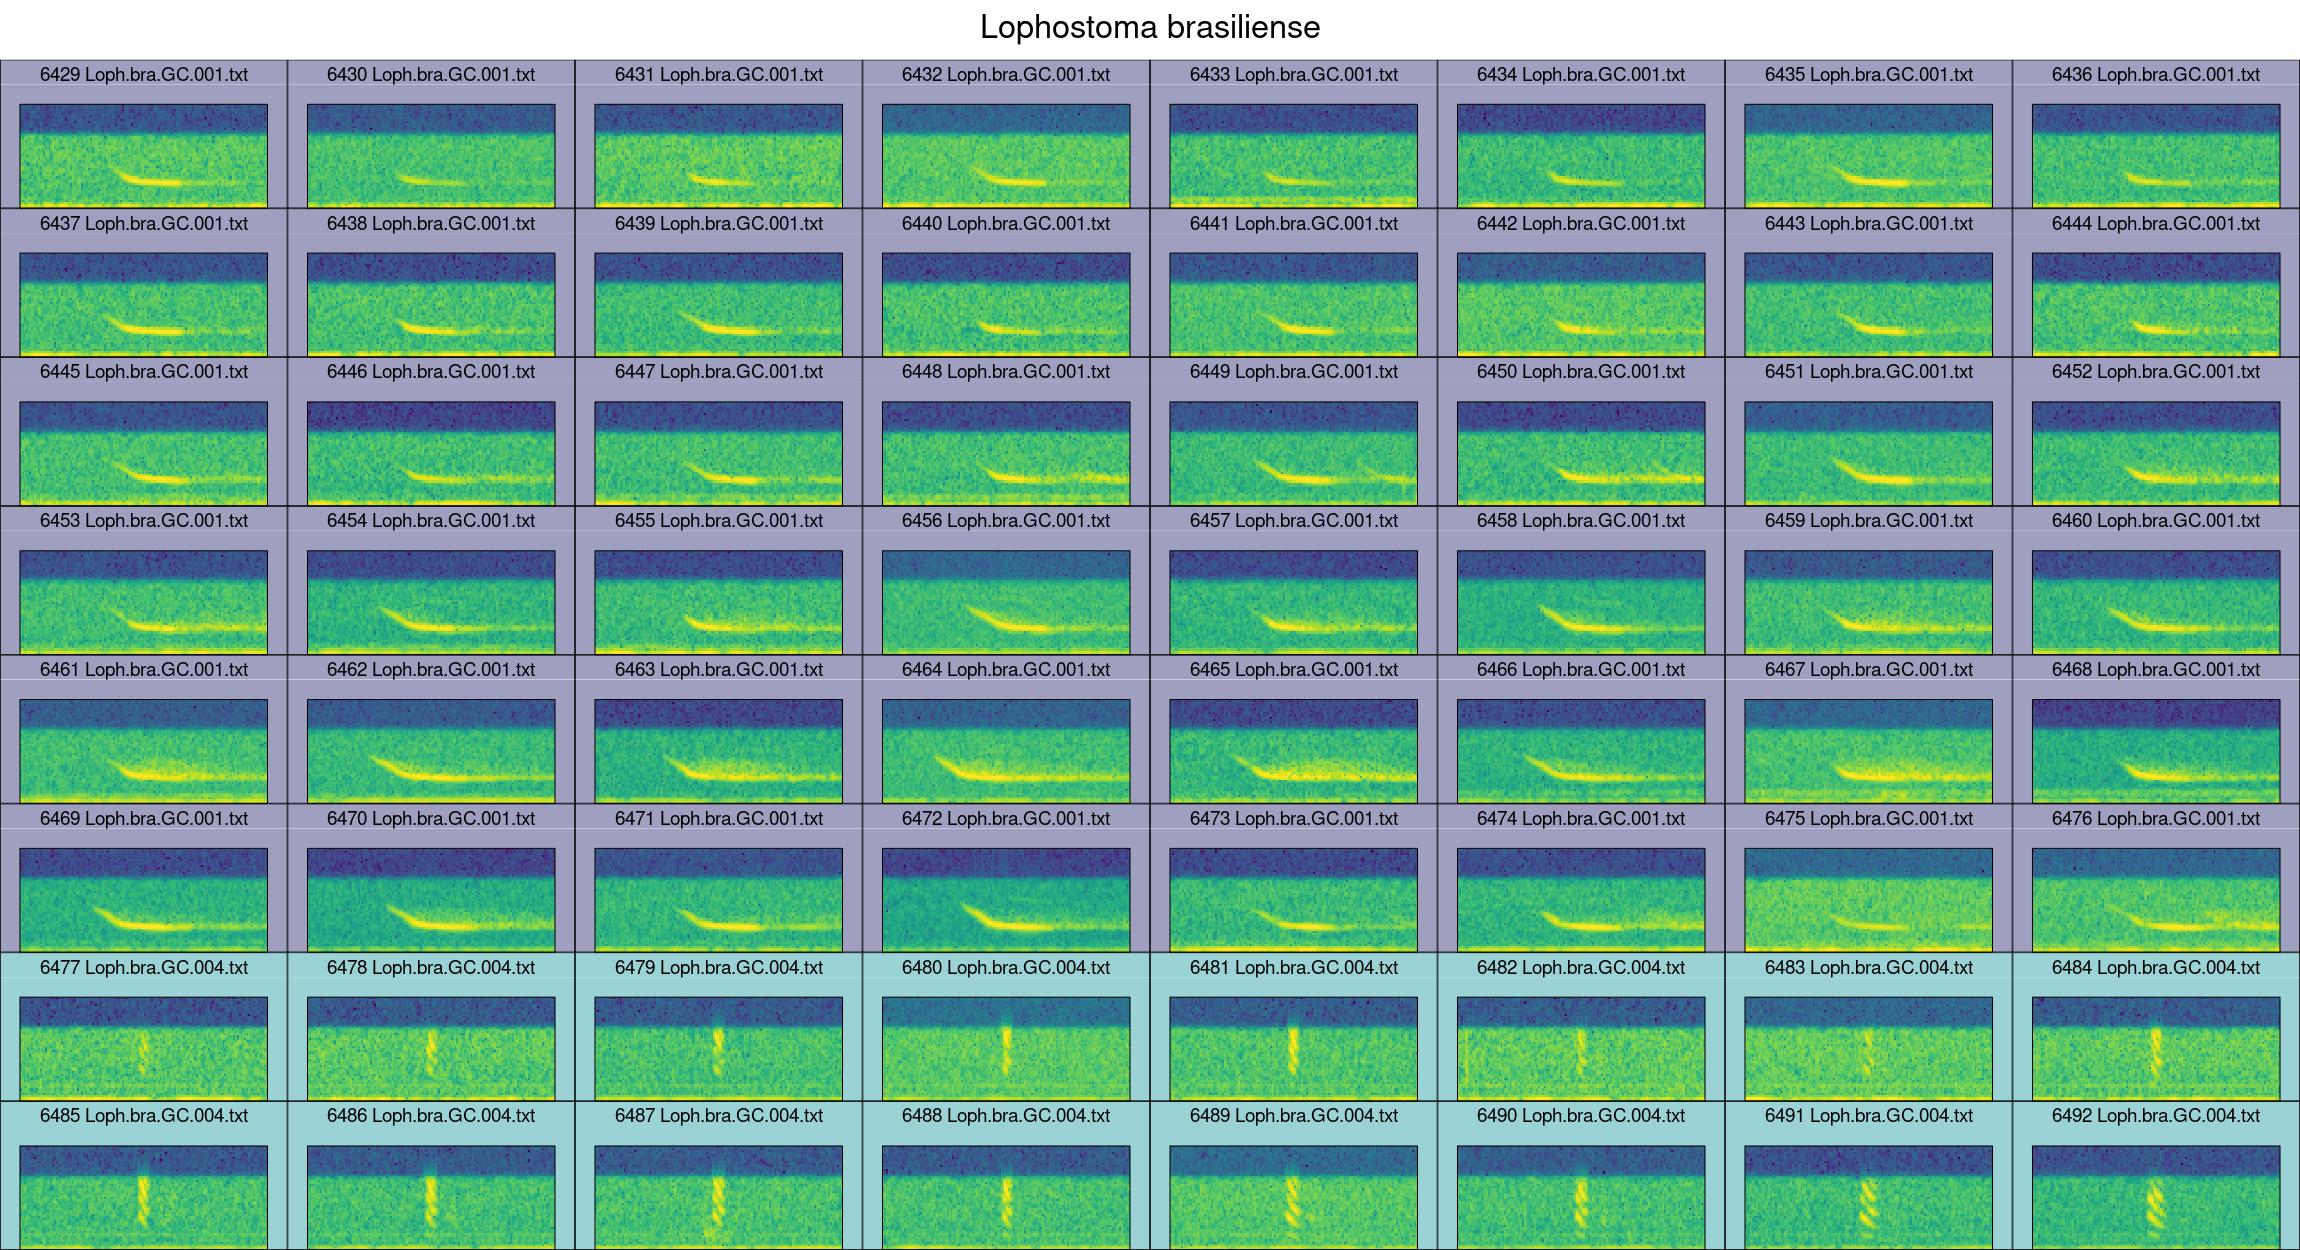 Lophostoma brasiliense
6429 Loph.bra.GC.001.txt 6430 Loph.bra.GC.001.txt 6431 Loph.bra.GC.001.txt 6432 Loph.bra.GC.001.txt 6433 Loph.bra.GC.001.txt 6434 Loph.bra.GC.001.txt 6435 Loph.bra.GC.001.txt 6436 Loph.bra.GC.001.txt
6437 Loph.bra.GC.001.txt 6438 Loph.bra.GC.001.txt 6439 Loph.bra.GC.001.txt 6440 Loph.bra.GC.001.txt 6441 Loph.bra.GC.001.txt 6442 Loph.bra.GC.001.txt 6443 Loph.bra.GC.001.txt 6444 Loph.bra.GC.001.txt
6445 Loph.bra.GC.001.txt 6446 Loph.bra.GC.001.txt 6447 Loph.bra.GC.001.txt 6448 Loph.bra.GC.001.txt 6449 Loph.bra.GC.001.txt 6450 Loph.bra.GC.001.txt 6451 Loph.bra.GC.001.txt 6452 Loph.bra.GC.001.txt
6453 Loph.bra.GC.001.txt 6454 Loph.bra.GC.001.txt 6455 Loph.bra.GC.001.txt 6456 Loph.bra.GC.001.txt 6457 Loph.bra.GC.001.txt 6458 Loph.bra.GC.001.txt 6459 Loph.bra.GC.001.txt 6460 Loph.bra.GC.001.txt
6461 Loph.bra.GC.001.txt 6462 Loph.bra.GC.001.txt 6463 Loph.bra.GC.001.txt 6464 Loph.bra.GC.001.txt 6465 Loph.bra.GC.001.txt 6466 Loph.bra.GC.001.txt 6467 Loph.bra.GC.001.txt 6468 Loph.bra.GC.001.txt
6469 Loph.bra.GC.001.txt 6470 Loph.bra.GC.001.txt 6471 Loph.bra.GC.001.txt 6472 Loph.bra.GC.001.txt 6473 Loph.bra.GC.001.txt 6474 Loph.bra.GC.001.txt 6475 Loph.bra.GC.001.txt 6476 Loph.bra.GC.001.txt
6477 Loph.bra.GC.004.txt 6478 Loph.bra.GC.004.txt 6479 Loph.bra.GC.004.txt 6480 Loph.bra.GC.004.txt 6481 Loph.bra.GC.004.txt 6482 Loph.bra.GC.004.txt 6483 Loph.bra.GC.004.txt 6484 Loph.bra.GC.004.txt
6485 Loph.bra.GC.004.txt 6486 Loph.bra.GC.004.txt 6487 Loph.bra.GC.004.txt 6488 Loph.bra.GC.004.txt 6489 Loph.bra.GC.004.txt 6490 Loph.bra.GC.004.txt 6491 Loph.bra.GC.004.txt 6492 Loph.bra.GC.004.txt